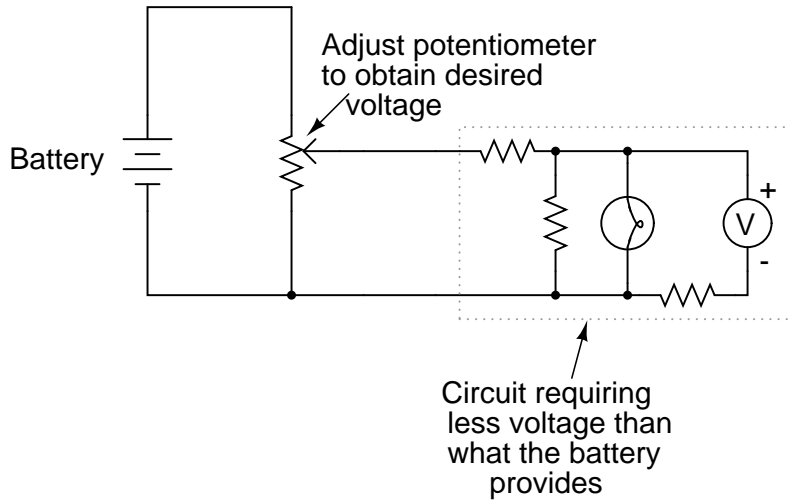 Adjust potentiometer
to obtain desired
voltage
Battery
+
V
-
Circuit requiring
less voltage than
what the battery
provides